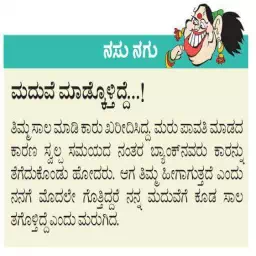 ನಸು ನಗು
ಮದುವೆ ಮಾಡ್ಕೊಳ್ತಿದ್ದೆ...!
ತಿಮ್ಮ ಸಾಲ ಮಾಡಿ ಕಾರು ಖರೀದಿಸಿದ್ದ. ಮರು ಪಾವತಿ ಮಾಡದ
ಕಾರಣ ಸ್ವಲ್ಪ ಸಮಯದ ನಂತರ ಬ್ಯಾಂಕ್‌ನವರು ಕಾರನ್ನು
ತೆಗೆದುಕೊಂಡು ಹೋದರು. ಆಗ ತಿಮ್ಮ ಹೀಗಾಗುತ್ತದೆ ಎಂದು
ನನಗೆ ಮೊದಲೇ ಗೊತ್ತಿದ್ದರೆ ನನ್ನ ಮದುವೆಗೆ ಕೂಡ ಸಾಲ
ತಗೊಳ್ತಿದ್ದೆ ಎಂದು ಮರುಗಿದ.